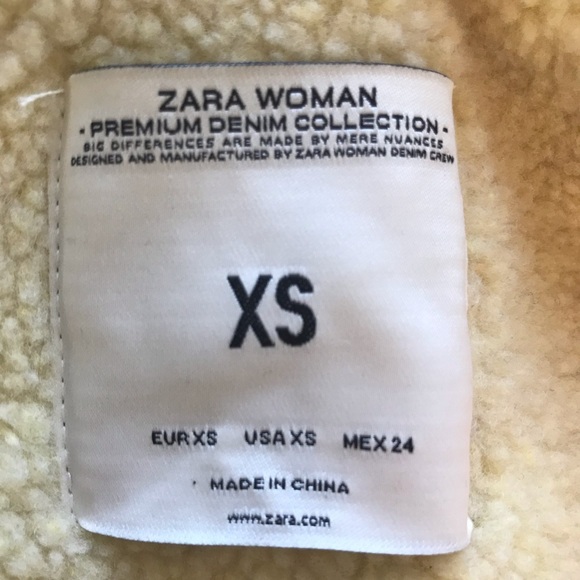 ZARA WOMAN
- PREMIUM DENIM COLLECTION -
BIG DIFFERENCES ARE MADE BY MERE NUANCES
DESIGNED AND MANUFACTURED BY ZARA WOMAN DENIM CREW
XS
EUR XS USA XS MEX 24
MADE IN CHINA
www.zara.com